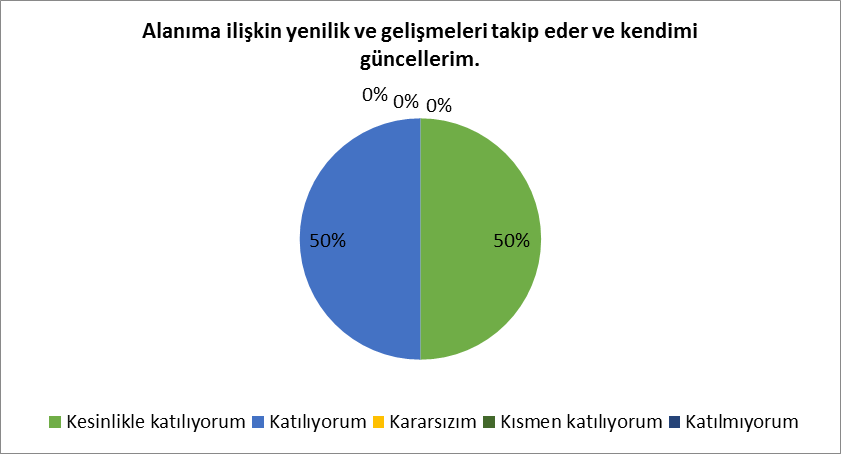 Alanıma ilişkin yenilik ve gelişmeleri takip eder ve kendimi
güncellerim.
0% 0% 0%
50% 50%
Kesinlikle katılıyorum Katılıyorum Kararsızım Kısmen katılıyorum Katılmıyorum